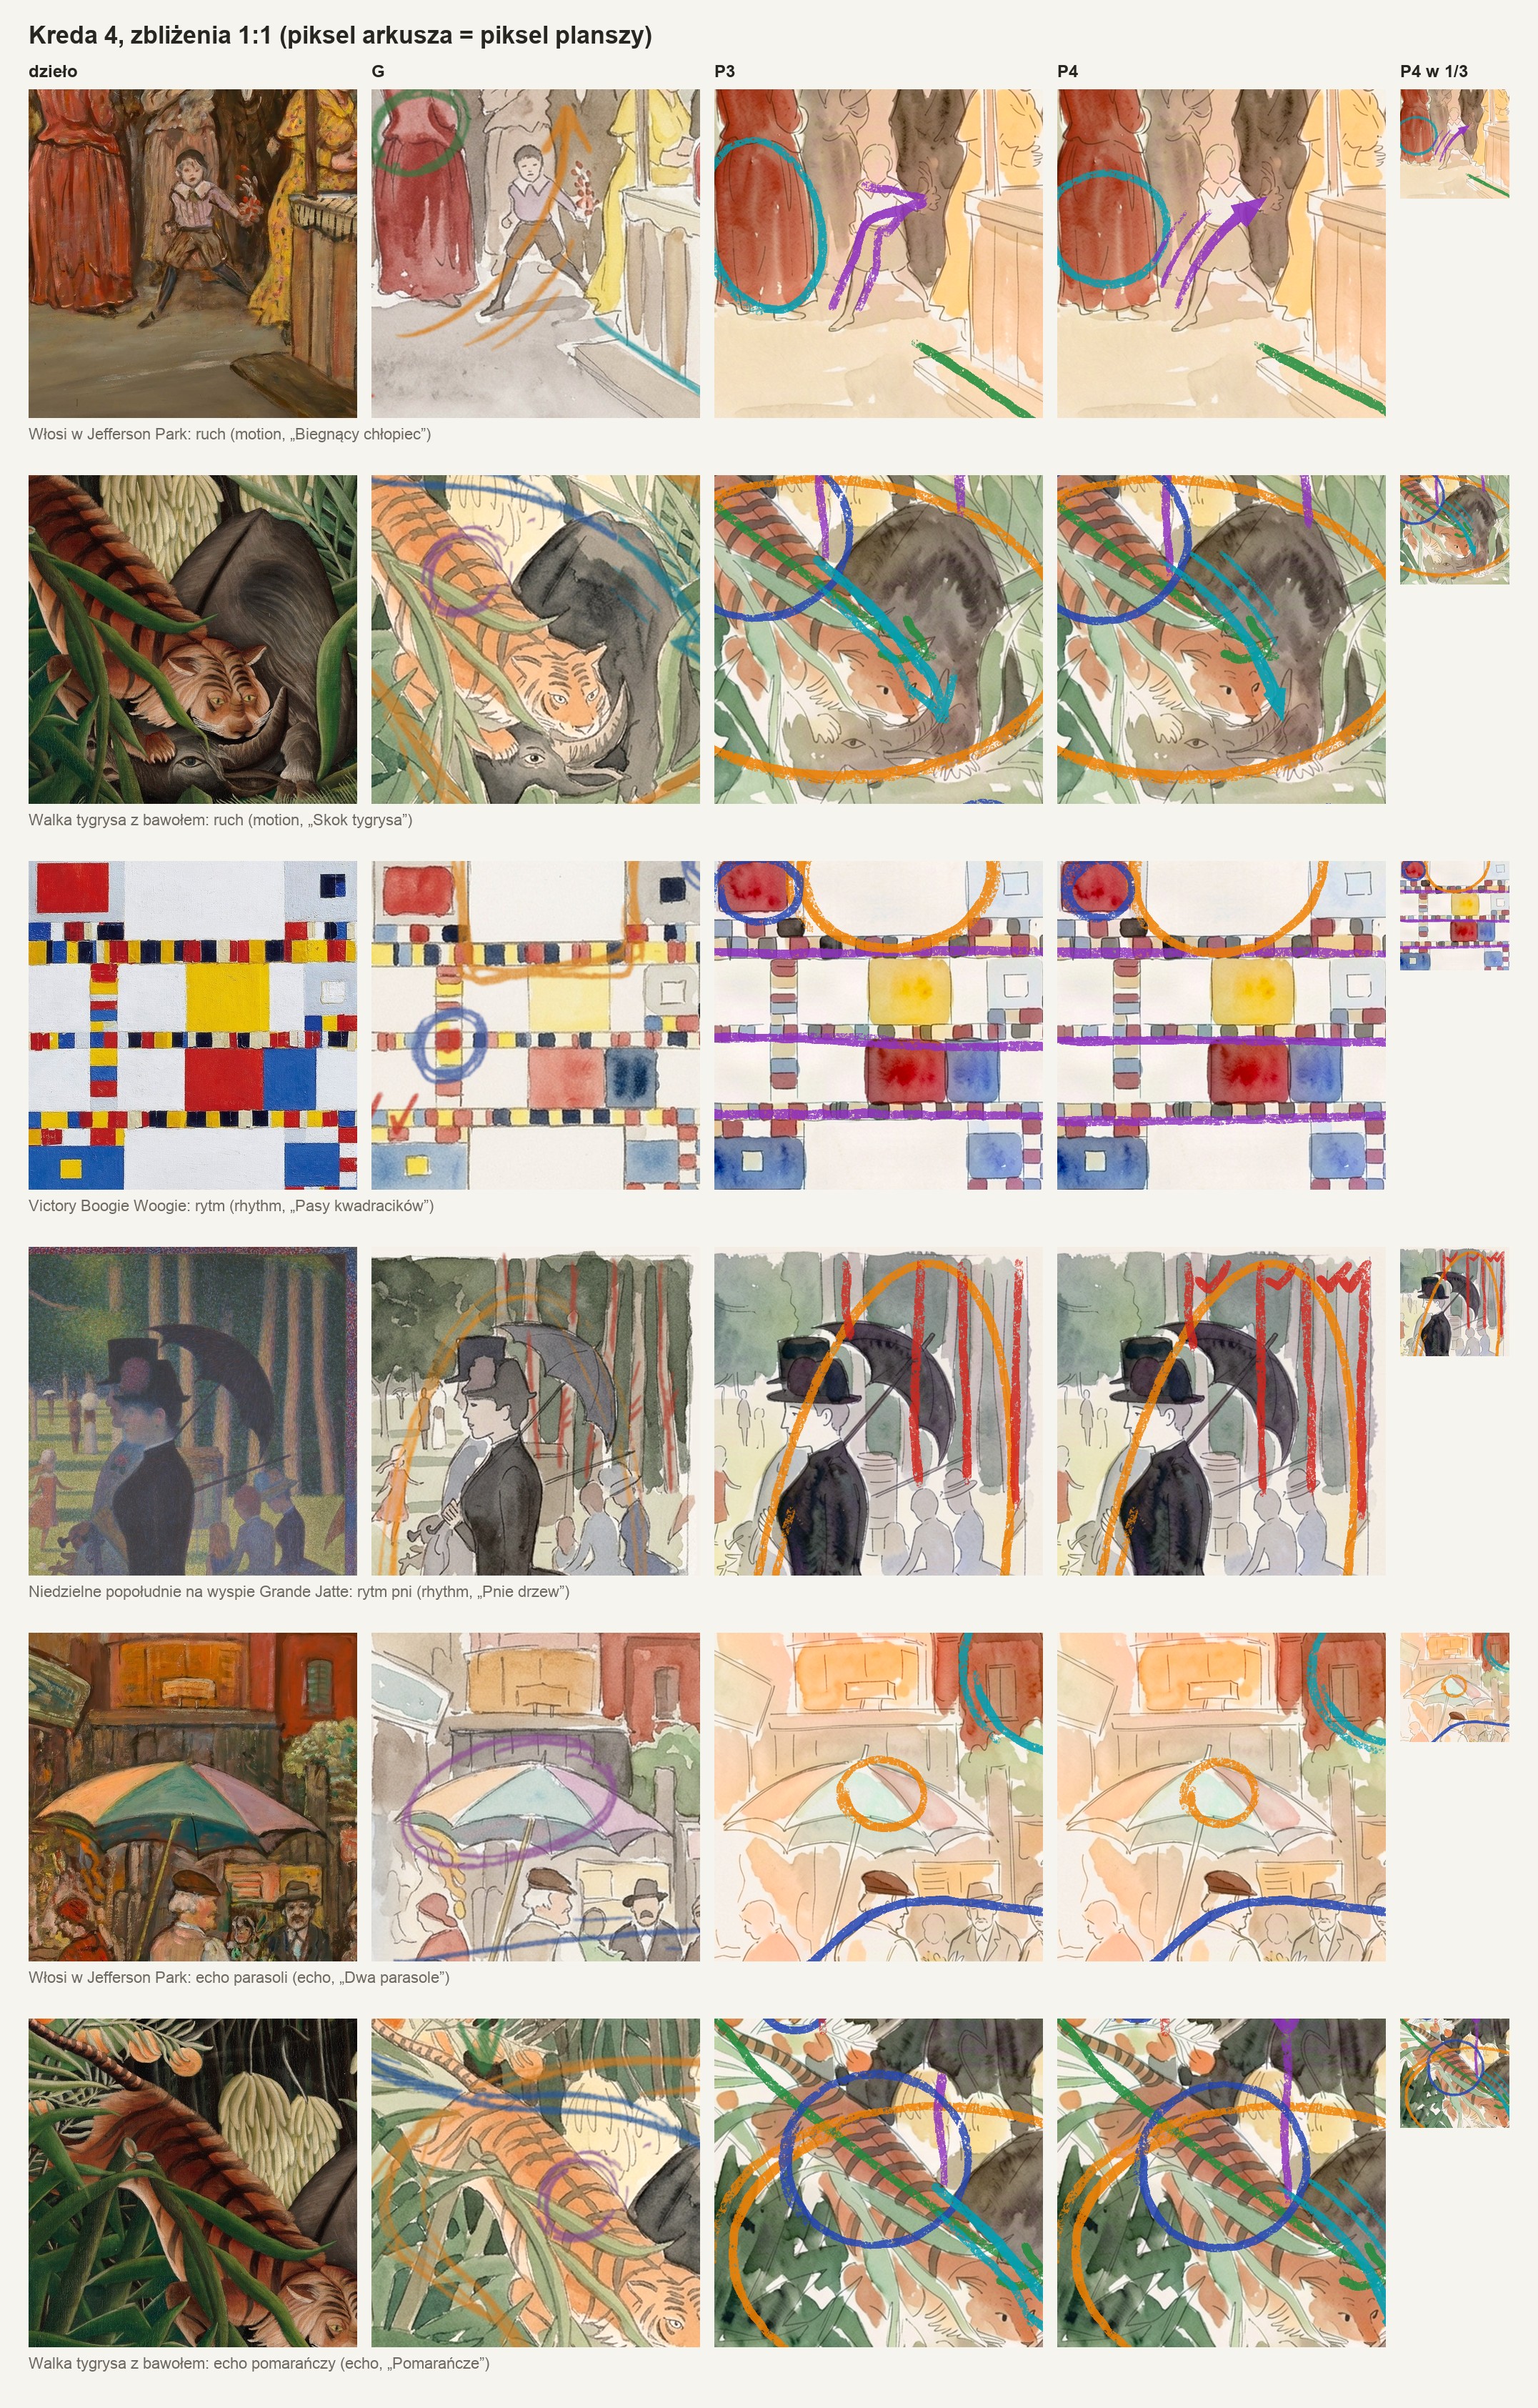 Kreda 4, zbliżenia 1:1 (piksel arkusza = piksel planszy)
dzieło G P3 P4 P4 w 1/3
Włosi w Jefferson Park: ruch (motion, „Biegnący chłopiec”)
Walka tygrysa z bawołem: ruch (motion, „Skok tygrysa”)
Victory Boogie Woogie: rytm (rhythm, „Pasy kwadracików”)
Niedzielne popołudnie na wyspie Grande Jatte: rytm pni (rhythm, „Pnie drzew”)
Włosi w Jefferson Park: echo parasoli (echo, „Dwa parasole”)
Walka tygrysa z bawołem: echo pomarańczy (echo, „Pomarańcze”)